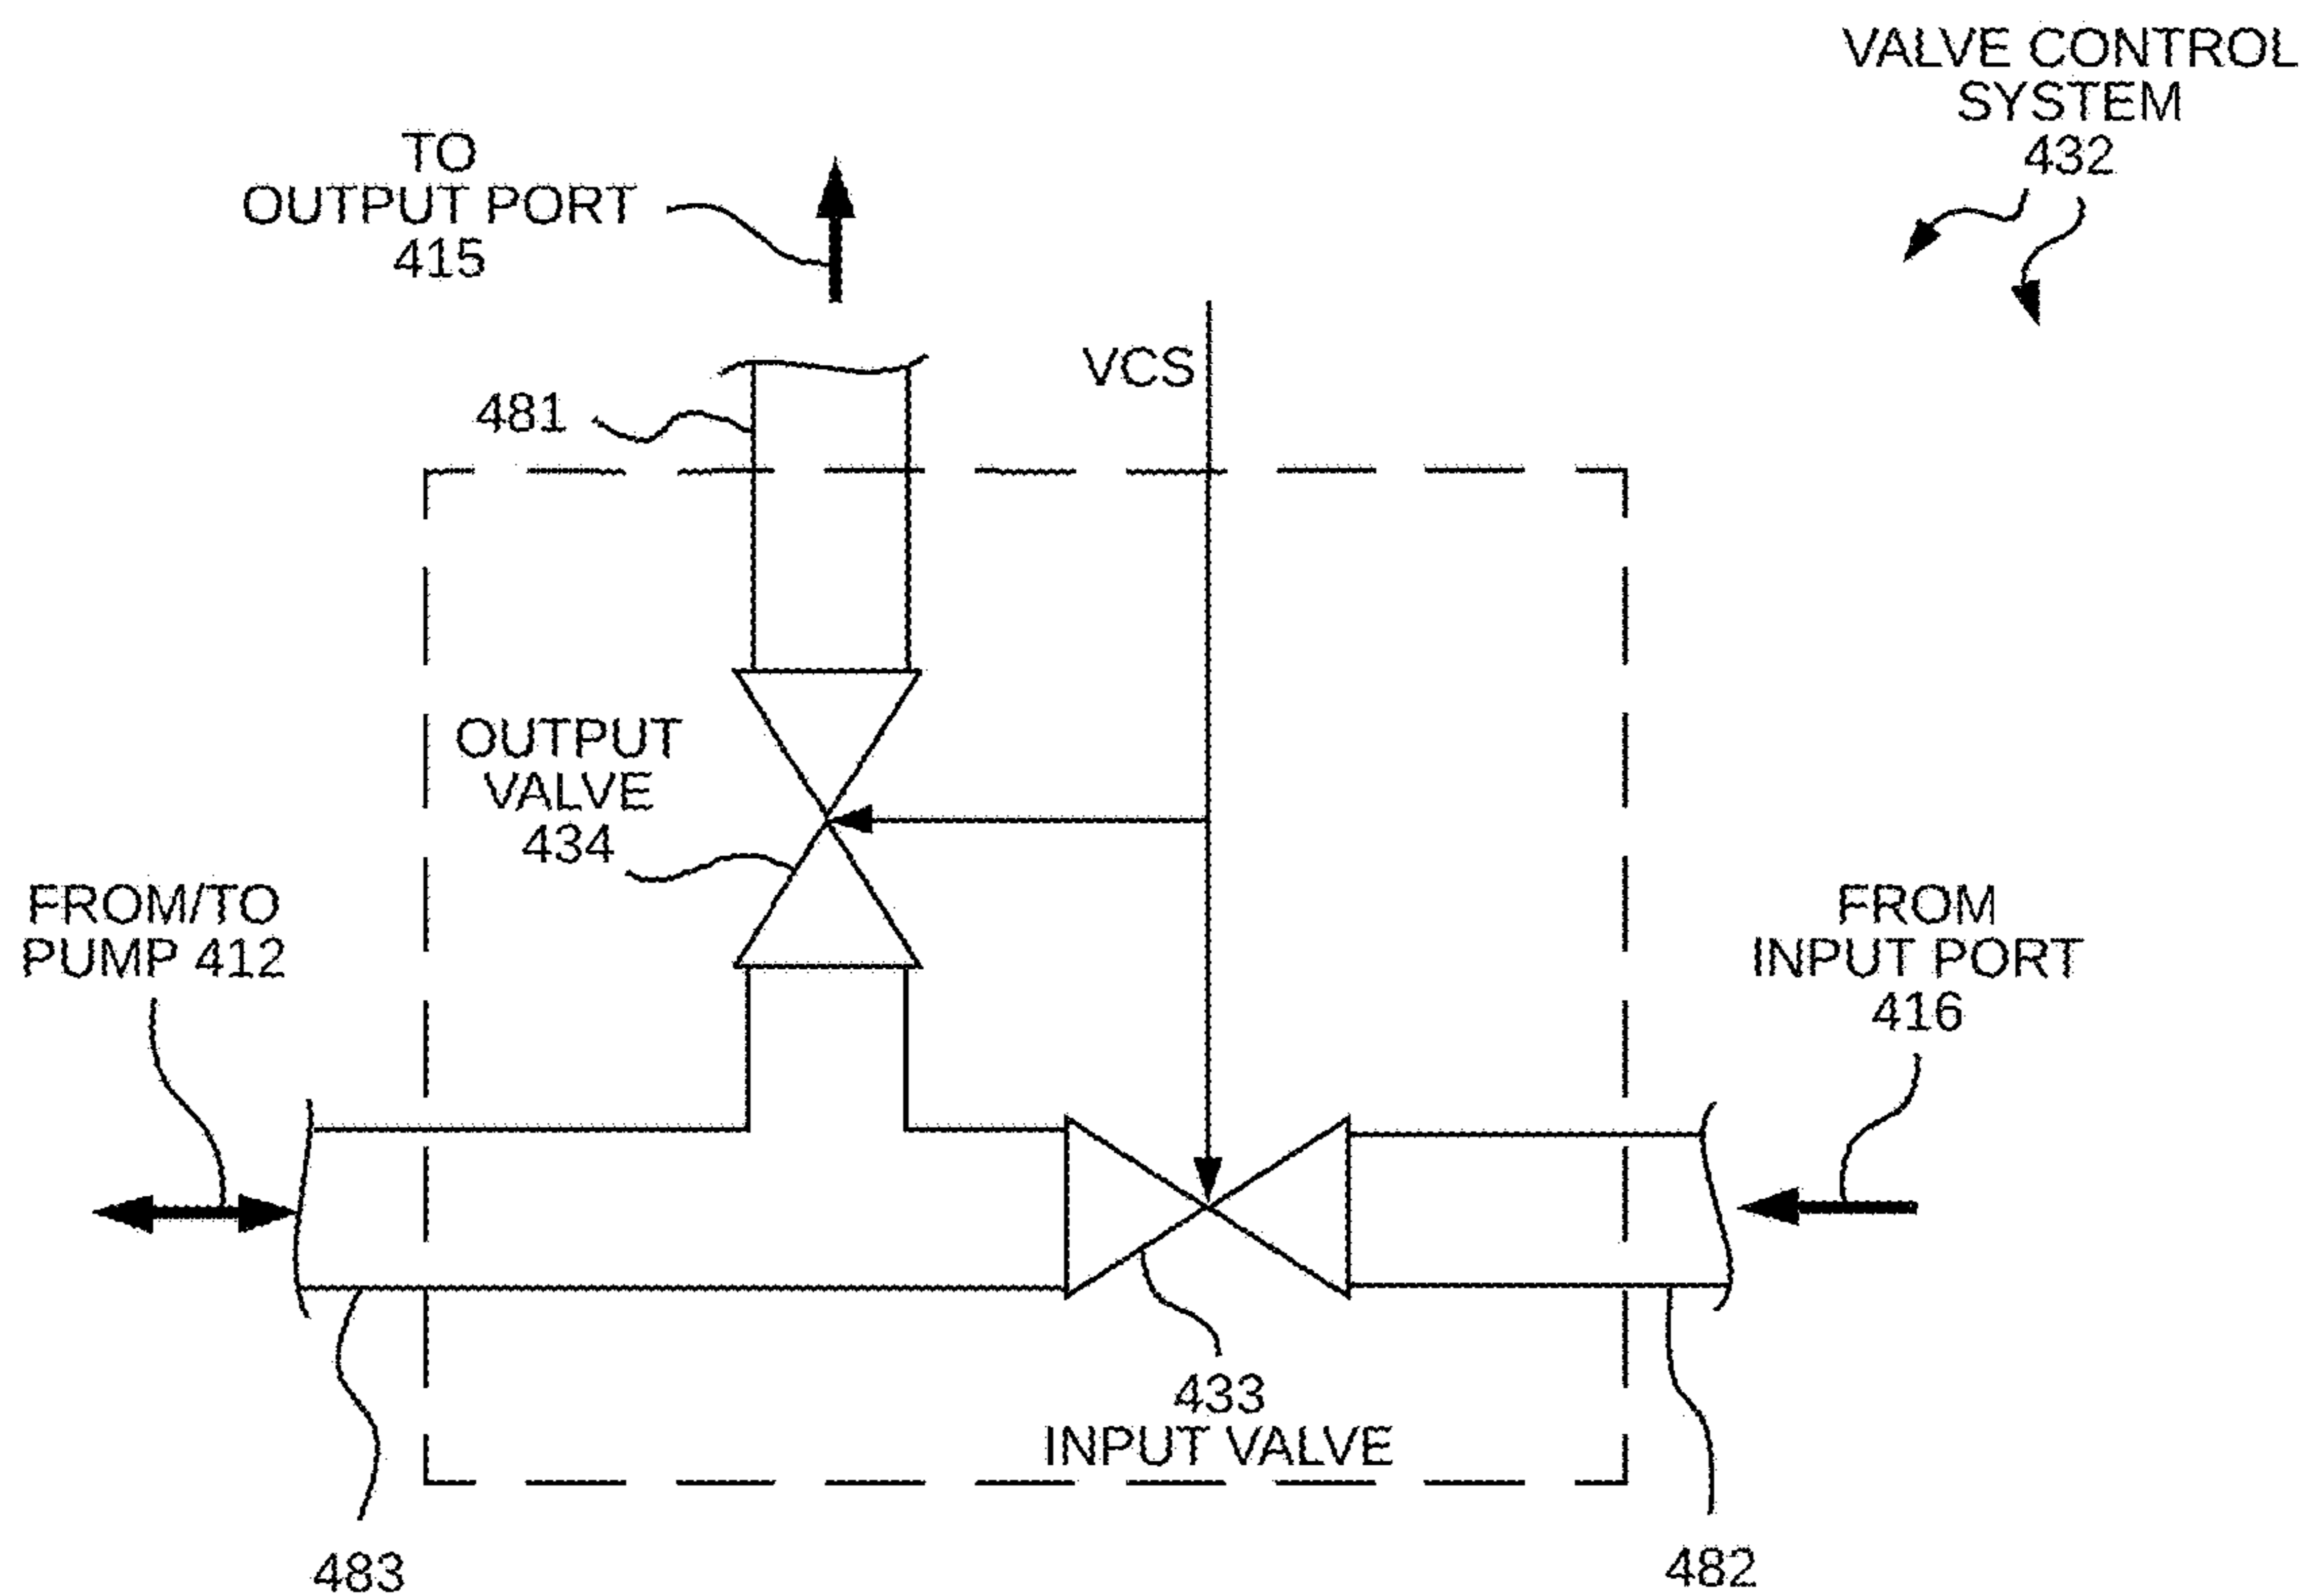 VALVE CONTROL
SYSTEM
432
TO
OUTPUT PORT
415
VCS
481
OUTPUT
VALVE
434
FROM/TO
PUMP 412
FROM
INPUT PORT
416
433
INPUT VALVE
483
482